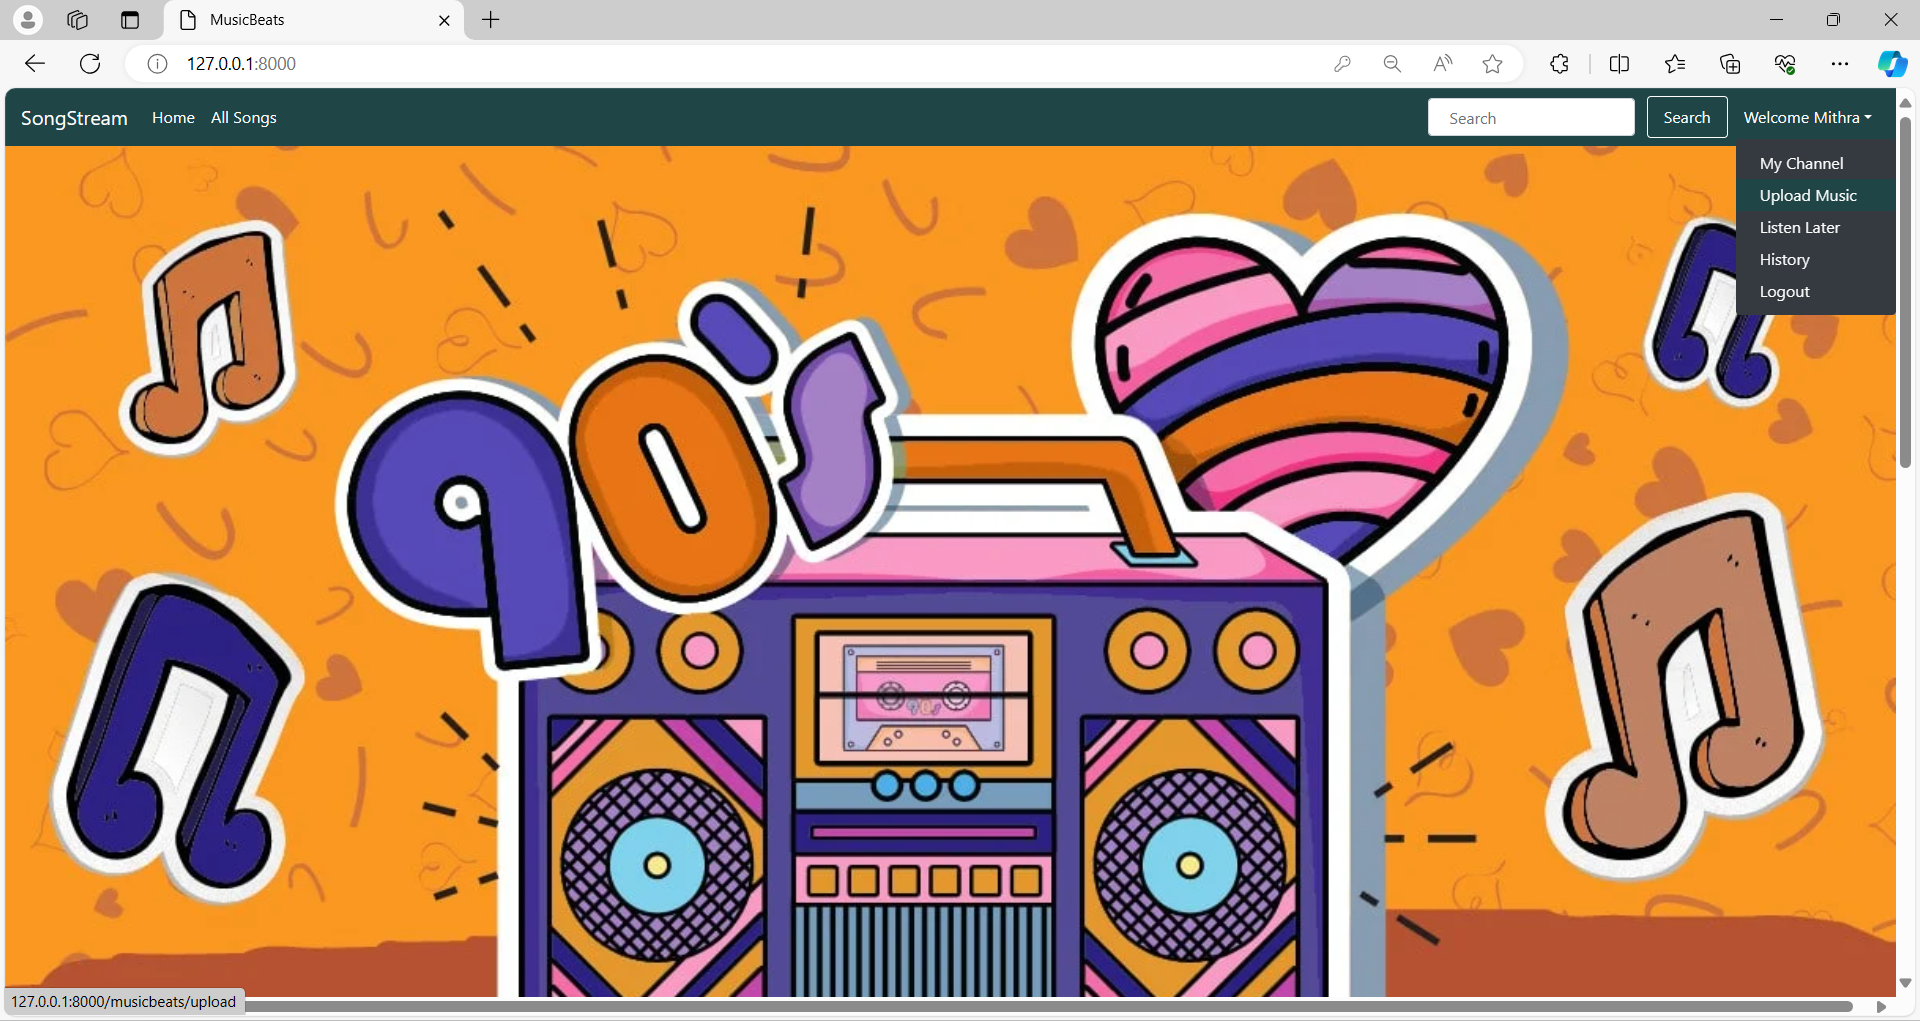 MusicBeats
127.0.0.1:8000
SongStream Home All Songs Search Search Welcome Mithra
My Channel
Upload Music
Listen Later
History
Logout
90's
90s
127.0.0.1:8000/musicbeats/upload